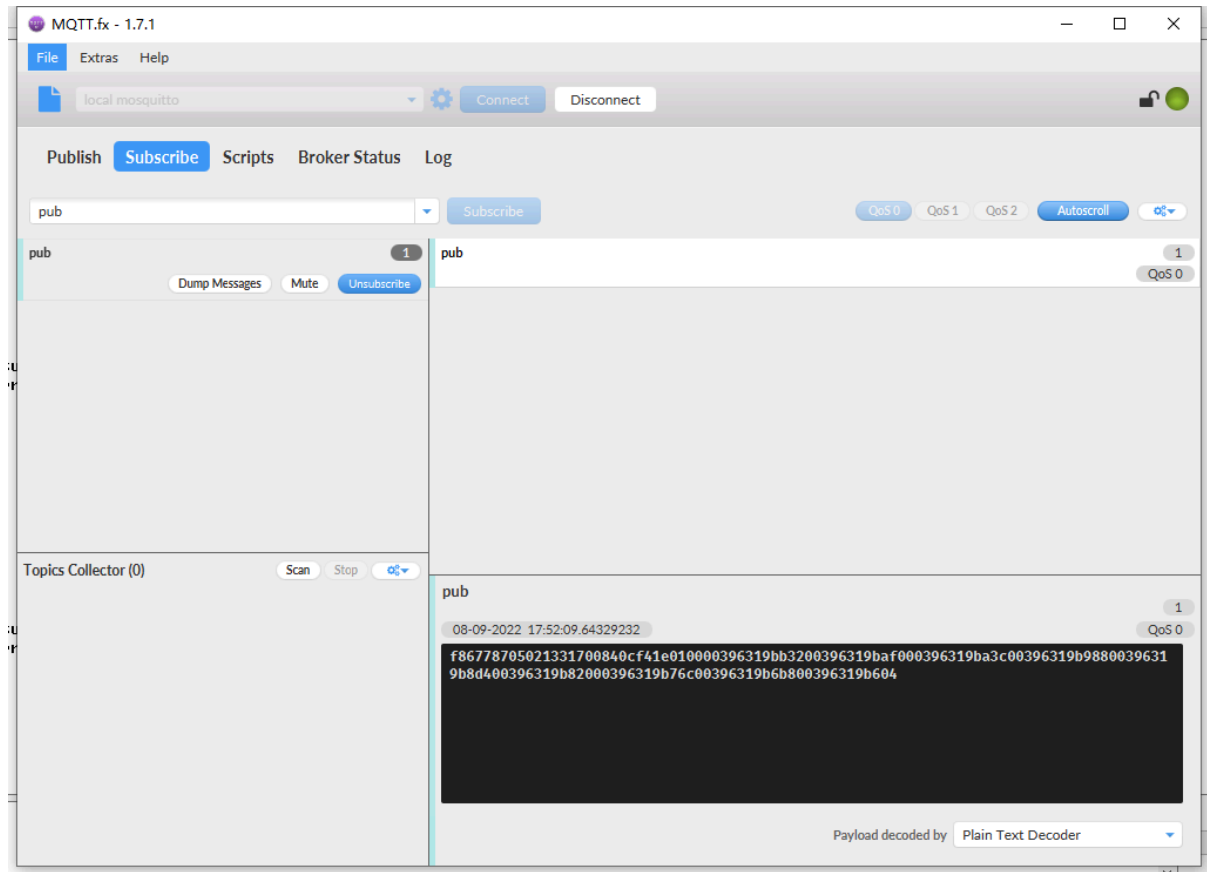 MQTT.fx - 1.7.1
File Extras Help
local mosquitto Connect Disconnect
Publish Subscribe Scripts Broker Status Log
pub Subscribe QoS 0 QoS 1 QoS 2 Autoscroll
pub 1
Dump Messages Mute Unsubscribe
pub 1
QoS 0
Topics Collector (0) Scan Stop
pub
1
08-09-2022 17:52:09.64329232 QoS 0
f86778705021331700840cf41e010000396319bb3200396319baf000396319ba3c00396319b9880039631
9b8d400396319b82000396319b76c00396319b6b800396319b604
Payload decoded by Plain Text Decoder